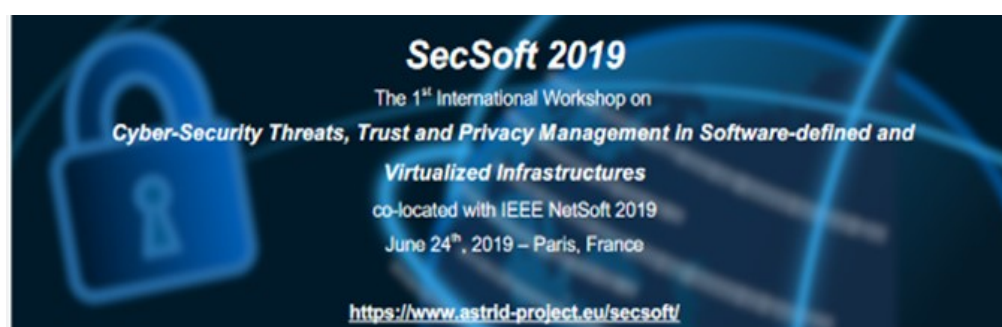 SecSoft 2019
The 1st International Workshop on
Cyber-Security Threats, Trust and Privacy Management in Software-defined and
Virtualized Infrastructures
co-located with IEEE NetSoft 2019
June 24th, 2019 – Paris, France
https://www.astrid-project.eu/secsoft/